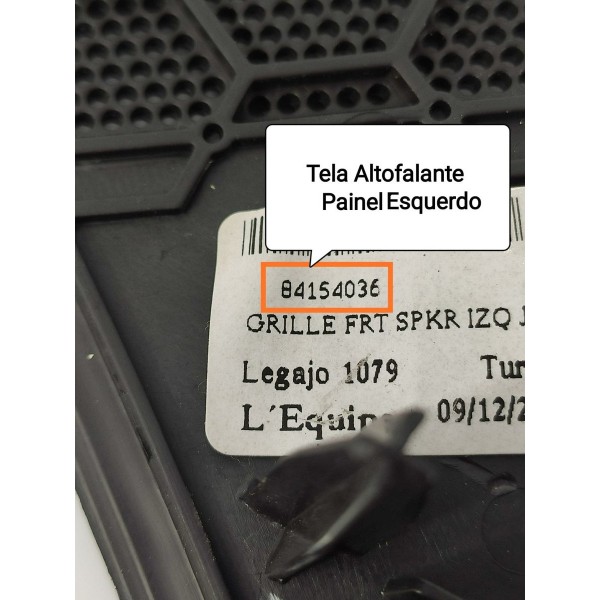 Tela Altofalante
Painel Esquerdo
84154036
GRILLE FRT SPKR IZQ
Legajo 1079
L´Equip
09/12/2